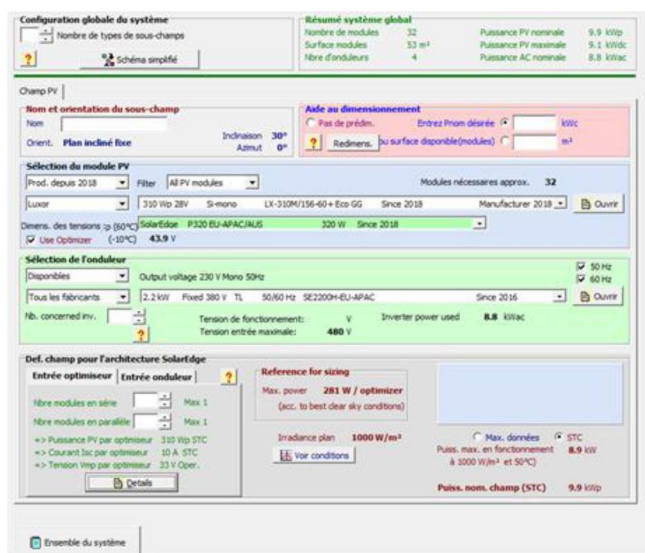 Configuration globale du système
Nombre de types de sous-champs
? Schéma simplifié
Résumé système global
Nombre de modules 32 Puissance PV nominale 9.9 kWp
Surface modules 53 m² Puissance PV maximale 9.1 kWdc
Nbre d'onduleurs 4 Puissance AC nominale 8.8 kWac
Champ PV
Nom et orientation du sous-champ
Nom
Orient. Plan incliné fixe Inclinaison 30°
Azimut 0°
Aide au dimensionnement
Pas de prédim. Entrez Pnom désirée kWc
? Redimens. ou surface disponible(modules) m²
Sélection du module PV
Prod. depuis 2018 Filter All PV modules Modules nécessaires approx. 32
Luxor 310 Wp 28V Si-mono LX-310M/156-60+ Eco GG Since 2018 Manufacturer 2018 Ouvrir
Dimens. des tensions :p (60°C) SolarEdge P320 EU-APAC/AUS 320 W Since 2018
Use Optimizer (-10°C) 43.9 V
Sélection de l'onduleur
Disponibles Output voltage 230 V Mono 50Hz
50 Hz
60 Hz
Tous les fabricants 2.2 kW Fixed 380 V TL 50/60 Hz SE2200H-EU-APAC Since 2016 Ouvrir
Nb. concerned inv. Tension de fonctionnement: V Inverter power used 8.8 kWac
? Tension entrée maximale: 480 V
Def. champ pour l'architecture SolarEdge
Entrée optimiseur Entrée onduleur ?
Nbre modules en série Max 1
Nbre modules en parallèle Max 1
=> Puissance PV par optimiseur 310 Wp STC
=> Courant Isc par optimiseur 10 A STC
=> Tension Vmp par optimiseur 33 V Oper.
Details
Reference for sizing
Max. power 281 W / optimizer
(acc. to best clear sky conditions)
Irradiance plan 1000 W/m²
Voir conditions
Max. données STC
Puiss. max. en fonctionnement 8.9 kW
à 1000 W/m² et 50°C)
Puiss. nom. champ (STC) 9.9 kWp
Ensemble du système